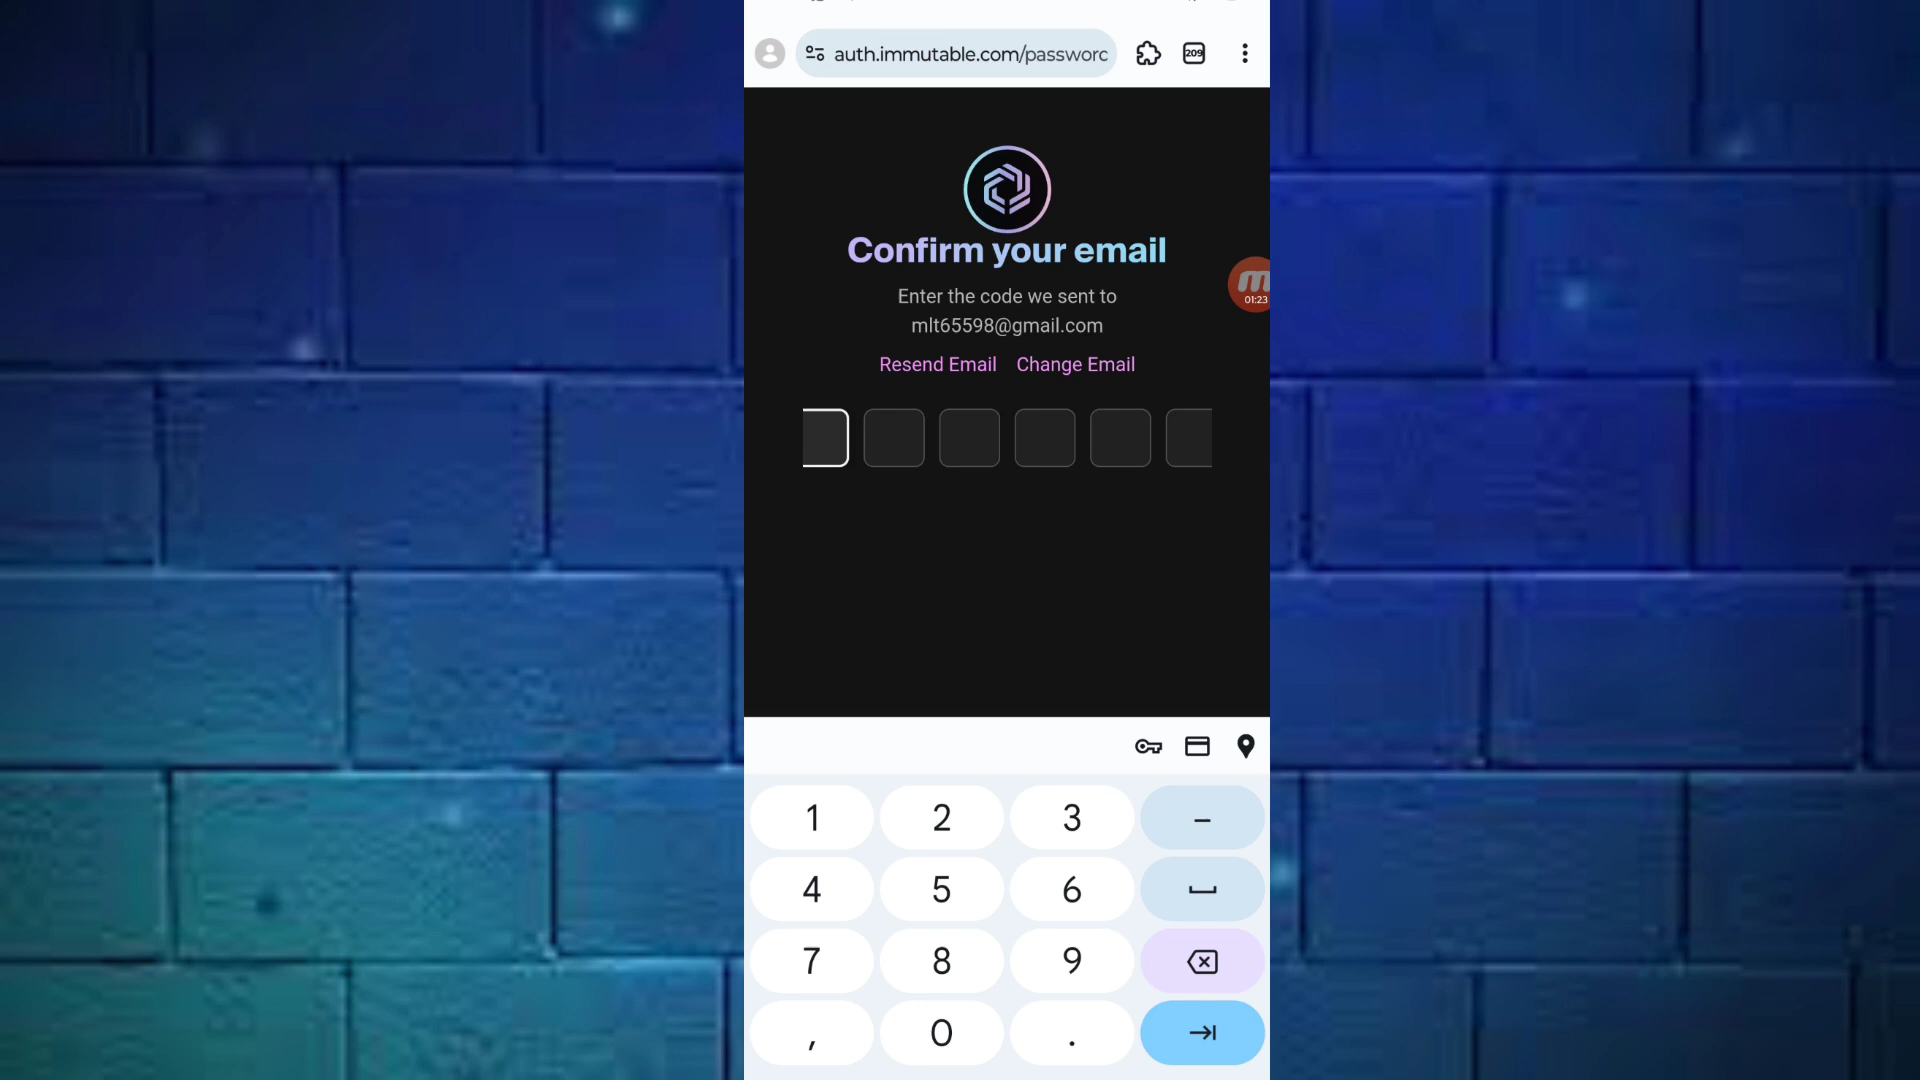 auth.immutable.com/passworc
209
Confirm your email
Enter the code we sent to
mlt65598@gmail.com
Resend Email Change Email
01:23
1 2 3 –
4 5 6
7 8 9
, 0 .